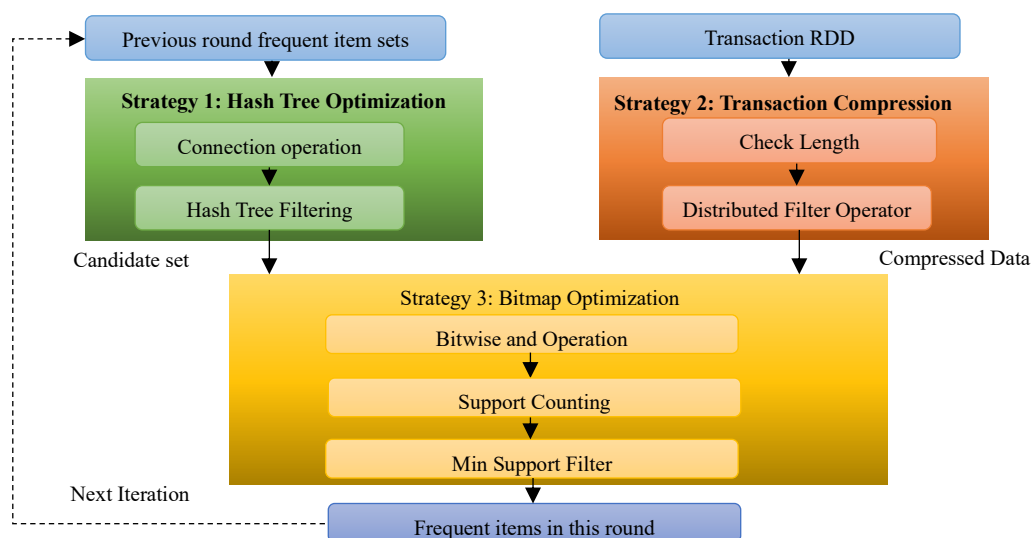 Previous round frequent item sets
Transaction RDD
Strategy 1: Hash Tree Optimization
Connection operation
Hash Tree Filtering
Strategy 2: Transaction Compression
Check Length
Distributed Filter Operator
Candidate set
Compressed Data
Strategy 3: Bitmap Optimization
Bitwise and Operation
Support Counting
Min Support Filter
Next Iteration
Frequent items in this round